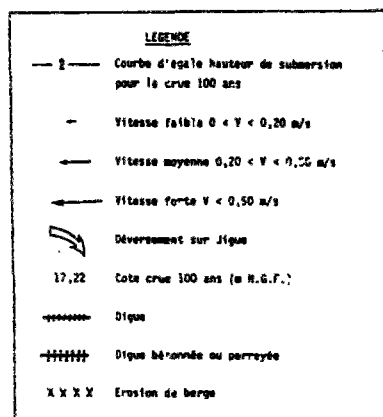 LEGENDE
2 Courbe d'égale hauteur de submersion
pour la crue 100 ans
Vitesse faible 0 < V < 0,20 m/s
Vitesse moyenne 0,20 < V < m/s
Vitesse forte V < 0,50 m/s
Déversement sur
17,22 Cote crue 100 ans (m N.G.F.)
Digue
Digue bétonnée ou perreyée
X X X X Erosion de berge